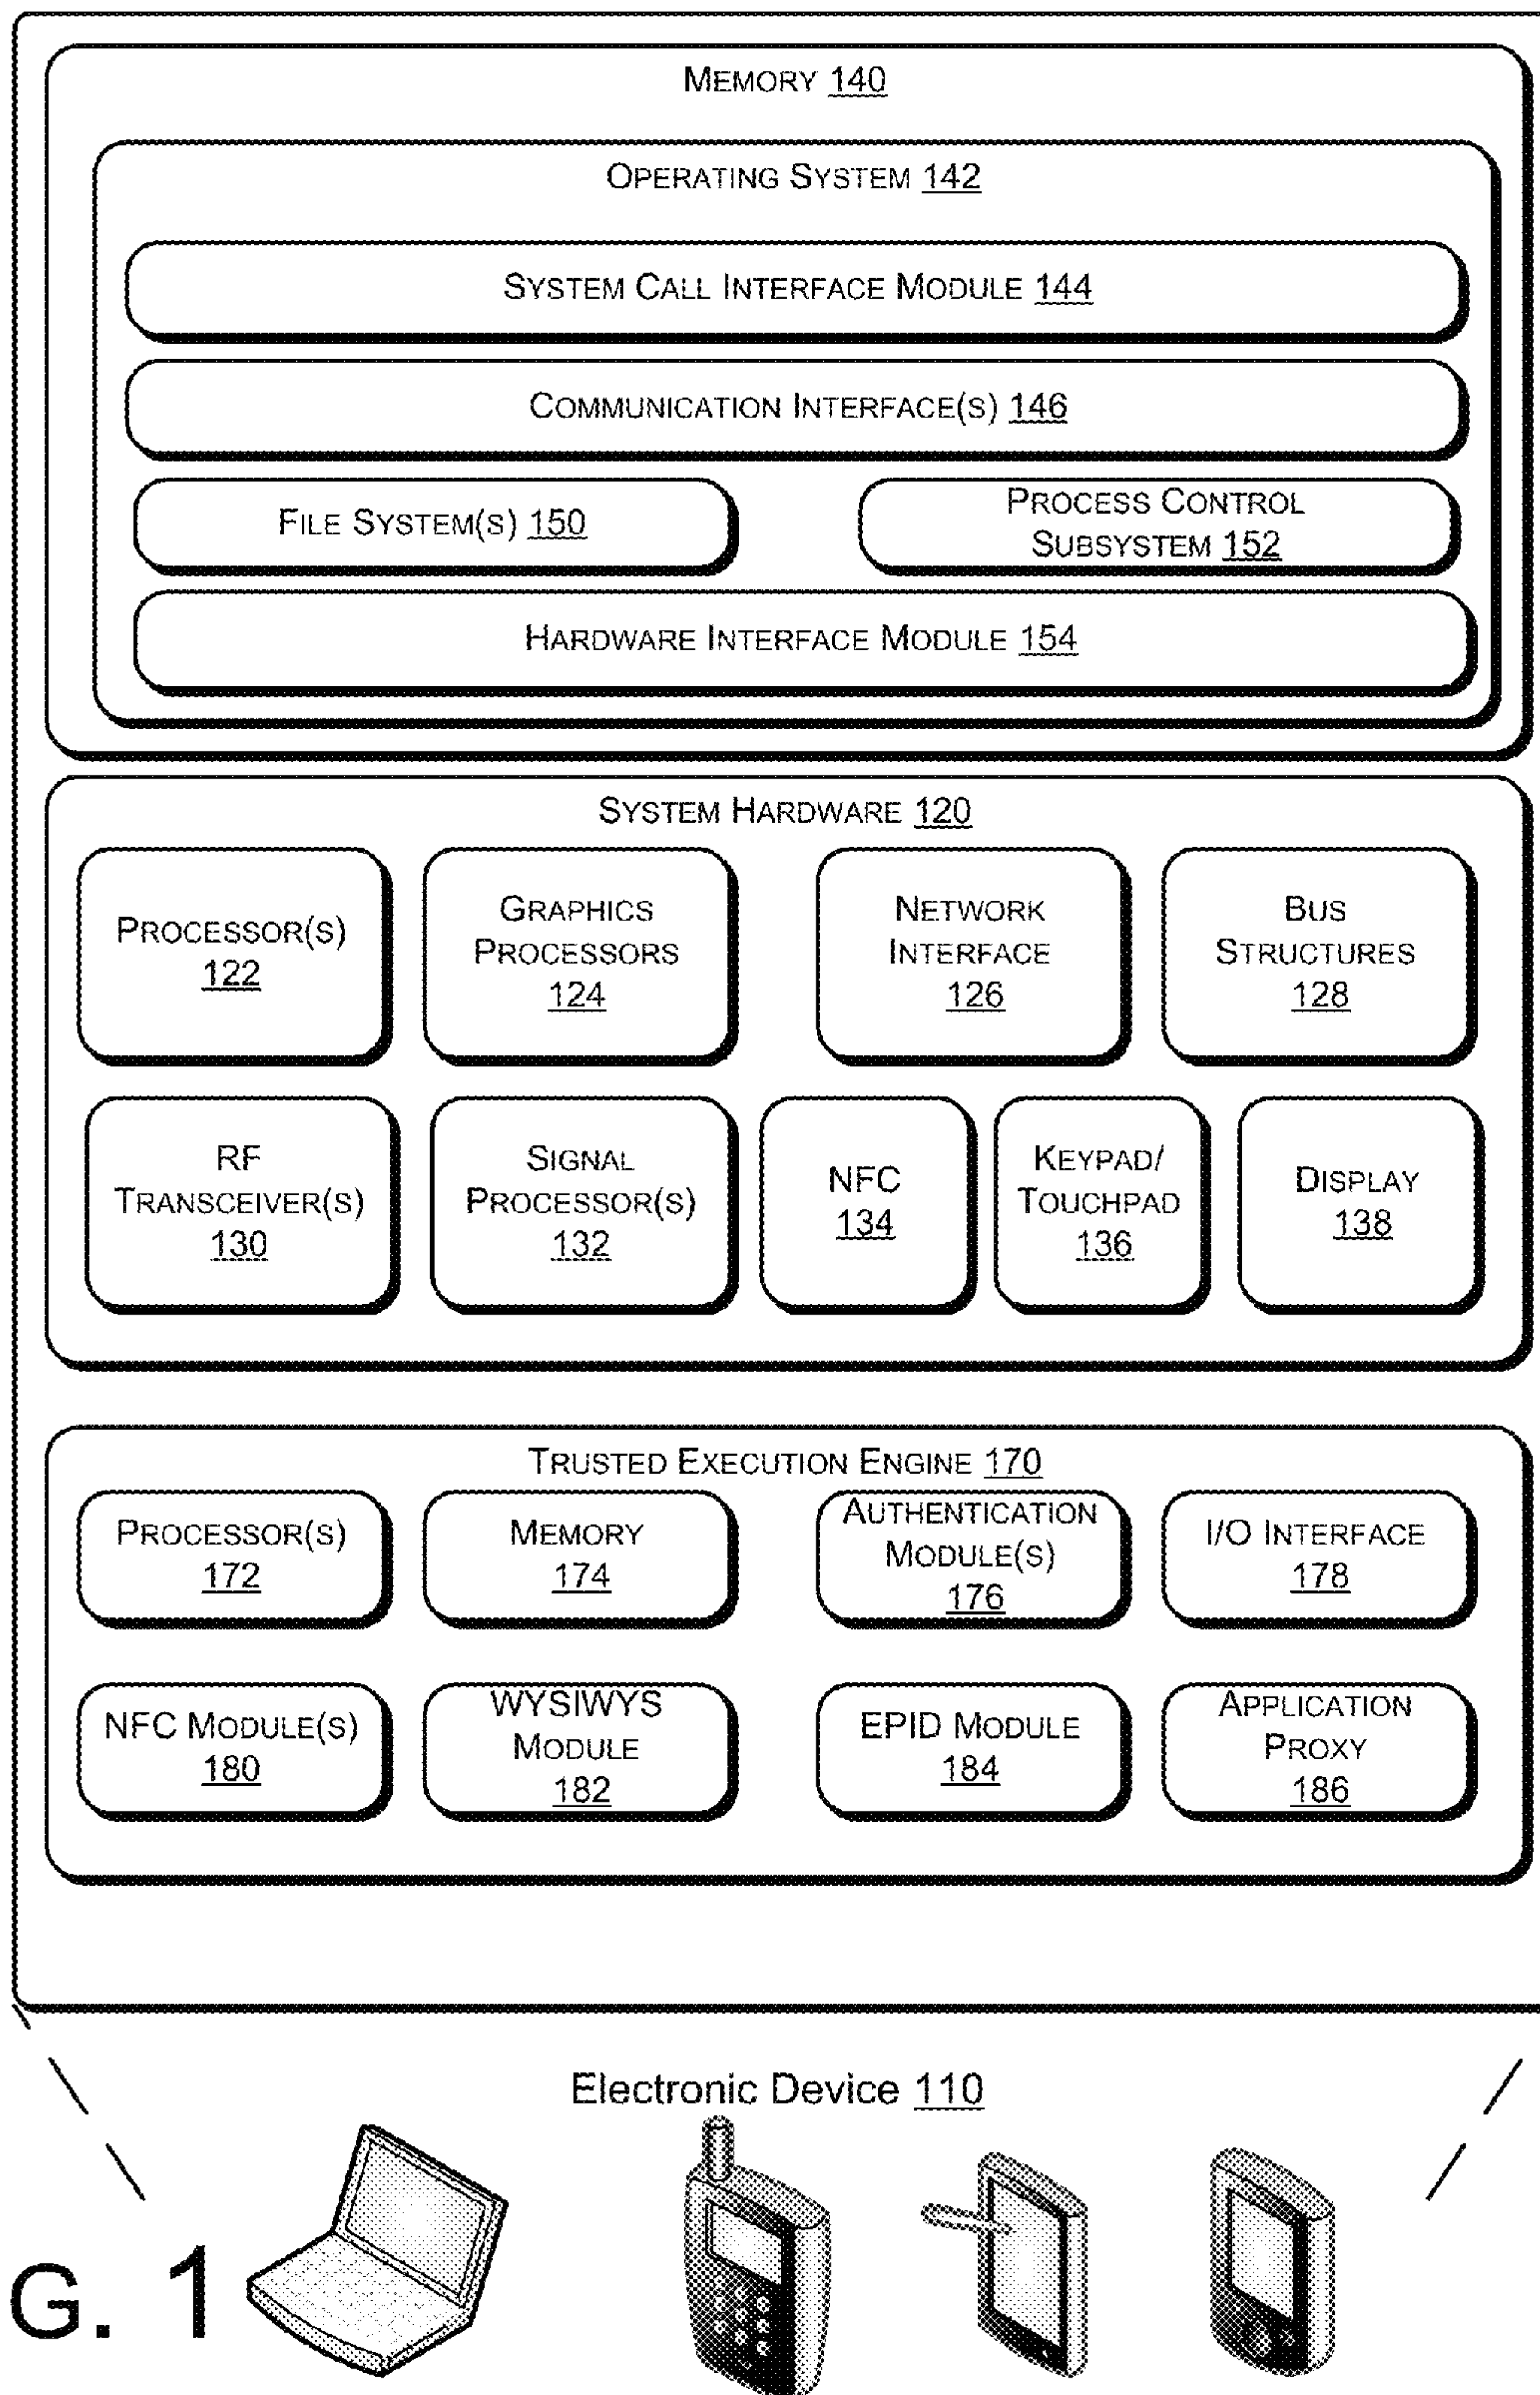 MEMORY 140
OPERATING SYSTEM 142
SYSTEM CALL INTERFACE MODULE 144
COMMUNICATION INTERFACE(S) 146
FILE SYSTEM(S) 150
PROCESS CONTROL
SUBSYSTEM 152
HARDWARE INTERFACE MODULE 154
SYSTEM HARDWARE 120
PROCESSOR(S)
122
GRAPHICS
PROCESSORS
124
NETWORK
INTERFACE
126
BUS
STRUCTURES
128
RF
TRANSCEIVER(S)
130
SIGNAL
PROCESSOR(S)
132
NFC
134
KEYPAD/
TOUCHPAD
136
DISPLAY
138
TRUSTED EXECUTION ENGINE 170
PROCESSOR(S)
172
MEMORY
174
AUTHENTICATION
MODULE(S)
176
I/O INTERFACE
178
NFC MODULE(S)
180
WYSIWYS
MODULE
182
EPID MODULE
184
APPLICATION
PROXY
186
Electronic Device 110
G. 1